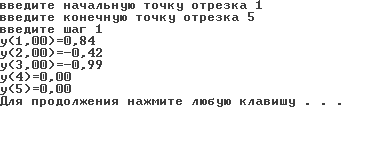 введите начальную точку отрезка 1
введите конечную точку отрезка 5
введите шаг 1
y(1,00)=0,84
y(2,00)=-0,42
y(3,00)=-0,99
y(4)=0,00
y(5)=0,00
Для продолжения нажмите любую клавишу . . .